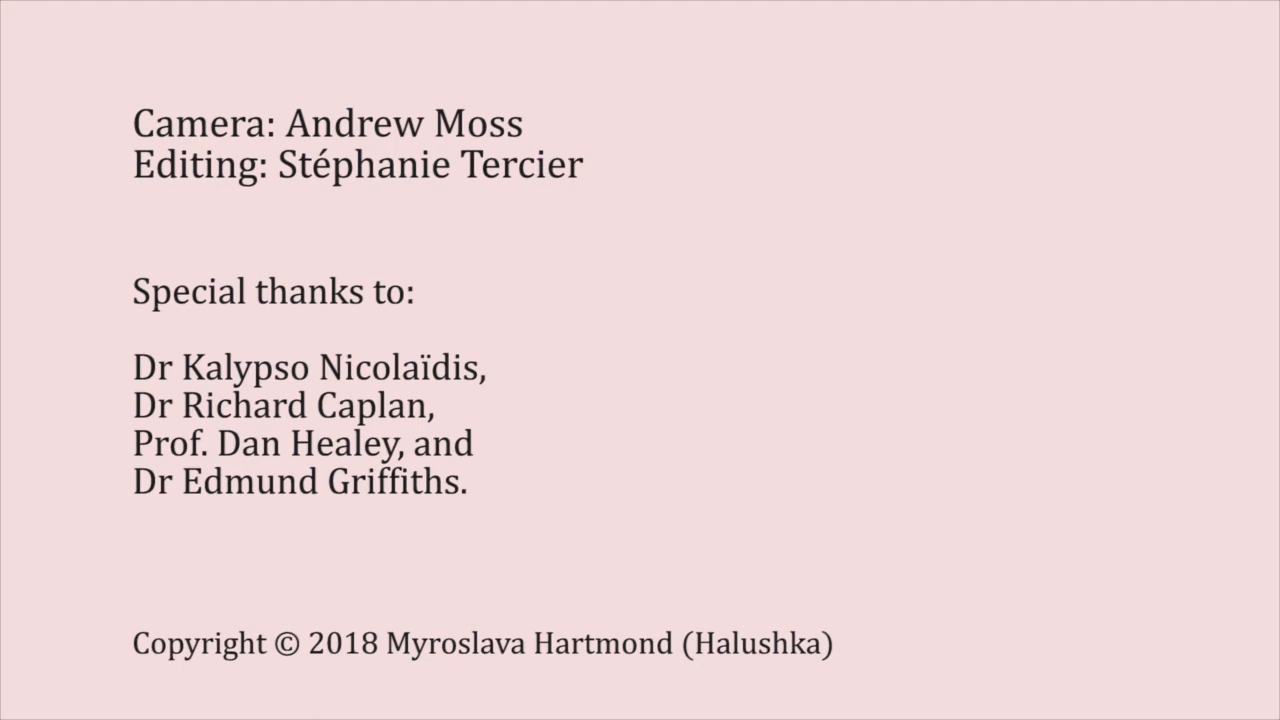 Camera: Andrew Moss
Editing: Stéphanie Tercier
Special thanks to:
Dr Kalypso Nicolaïdis,
Dr Richard Caplan,
Prof. Dan Healey, and
Dr Edmund Griffiths.
Copyright © 2018 Myroslava Hartmond (Halushka)